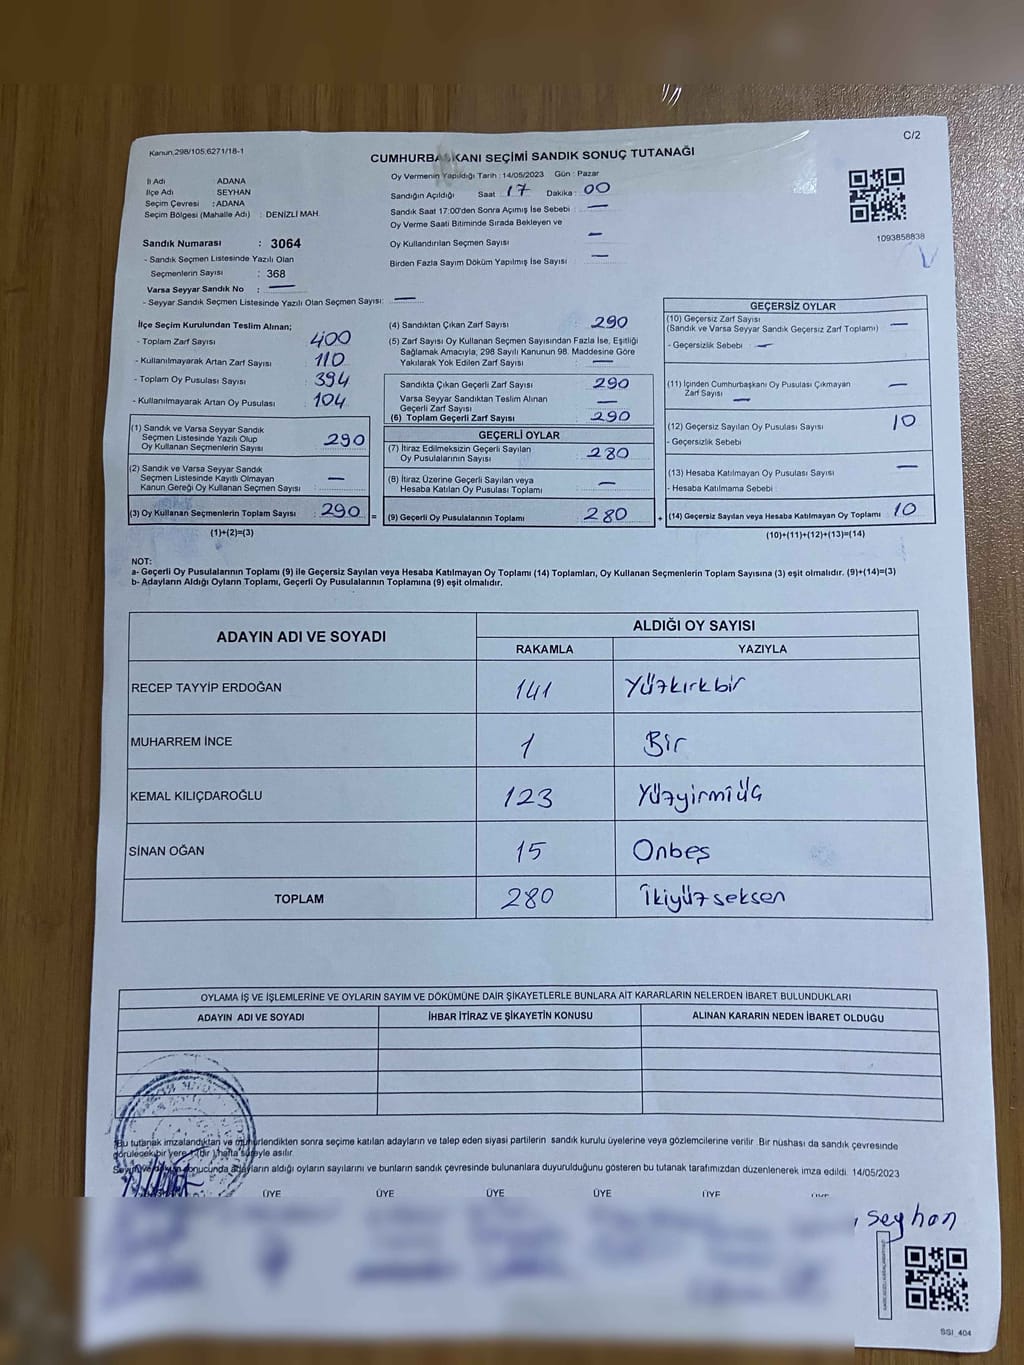 C/2
Kanun,298/105,6271/18-1
CUMHURBAŞKANI SEÇİMİ SANDIK SONUÇ TUTANAĞI
İl Adı : ADANA
İlçe Adı : SEYHAN
Seçim Çevresi : ADANA
Seçim Bölgesi (Mahalle Adı) : DENİZLİ MAH.
Sandık Numarası : 3064
- Sandık Seçmen Listesinde Yazılı Olan
Seçmenlerin Sayısı : 368
Varsa Seyyar Sandık No : —
- Seyyar Sandık Seçmen Listesinde Yazılı Olan Seçmen Sayısı: —
Oy Vermenin Yapıldığı Tarih : 14/05/2023 Gün : Pazar
Sandığın Açıldığı Saat : 17 Dakika : 00
Sandık Saat 17:00'den Sonra Açımış İse Sebebi : —
Oy Verme Saati Bitiminde Sırada Bekleyen ve
Oy Kullandırılan Seçmen Sayısı —
Birden Fazla Sayım Döküm Yapılmış İse Sayısı : —
1093858838
İlçe Seçim Kurulundan Teslim Alınan;
- Toplam Zarf Sayısı : 400
- Kullanılmayarak Artan Zarf Sayısı : 110
- Toplam Oy Pusulası Sayısı : 394
- Kullanılmayarak Artan Oy Pusulası : 104
(1) Sandık ve Varsa Seyyar Sandık
Seçmen Listesinde Yazılı Olup
Oy Kullanan Seçmenlerin Sayısı : 290
(2) Sandık ve Varsa Seyyar Sandık
Seçmen Listesinde Kayıtlı Olmayan
Kanun Gereği Oy Kullanan Seçmen Sayısı : —
(3) Oy Kullanan Seçmenlerin Toplam Sayısı : 290 =
(1)+(2)=(3)
(4) Sandıktan Çıkan Zarf Sayısı : 290
(5) Zarf Sayısı Oy Kullanan Seçmen Sayısından Fazla İse, Eşitliği
Sağlamak Amacıyla, 298 Sayılı Kanunun 98. Maddesine Göre
Yakılarak Yok Edilen Zarf Sayısı : —
Sandıkta Çıkan Geçerli Zarf Sayısı : 290
Varsa Seyyar Sandıktan Teslim Alınan
Geçerli Zarf Sayısı : —
(6) Toplam Geçerli Zarf Sayısı : 290
GEÇERLİ OYLAR
(7) İtiraz Edilmeksizin Geçerli Sayılan
Oy Pusulalarının Sayısı : 280
(8) İtiraz Üzerine Geçerli Sayılan veya
Hesaba Katılan Oy Pusulası Toplamı : —
(9) Geçerli Oy Pusulalarının Toplamı : 280 +
GEÇERSİZ OYLAR
(10) Geçersiz Zarf Sayısı
(Sandık ve Varsa Seyyar Sandık Geçersiz Zarf Toplamı) —
- Geçersizlik Sebebi : —
(11) İçinden Cumhurbaşkanı Oy Pusulası Çıkmayan
Zarf Sayısı —
(12) Geçersiz Sayılan Oy Pusulası Sayısı 10
- Geçersizlik Sebebi :
(13) Hesaba Katılmayan Oy Pusulası Sayısı —
- Hesaba Katılmama Sebebi :
(14) Geçersiz Sayılan veya Hesaba Katılmayan Oy Toplamı 10
(10)+(11)+(12)+(13)=(14)
NOT:
a- Geçerli Oy Pusulalarının Toplamı (9) ile Geçersiz Sayılan veya Hesaba Katılmayan Oy Toplamı (14) Toplamları, Oy Kullanan Seçmenlerin Toplam Sayısına (3) eşit olmalıdır. (9)+(14)=(3)
b- Adayların Aldığı Oyların Toplamı, Geçerli Oy Pusulalarının Toplamına (9) eşit olmalıdır.
ADAYIN ADI VE SOYADI ALDIĞI OY SAYISI
RAKAMLA YAZIYLA
RECEP TAYYİP ERDOĞAN 141 Yüzkırkbir
MUHARREM İNCE 1 Bir
KEMAL KILIÇDAROĞLU 123 Yüzyirmiüç
SİNAN OĞAN 15 Onbeş
TOPLAM 280 İkiyüzseksen
OYLAMA İŞ VE İŞLEMLERİNE VE OYLARIN SAYIM VE DÖKÜMÜNE DAİR ŞİKAYETLERLE BUNLARA AİT KARARLARIN NELERDEN İBARET BULUNDUKLARI
ADAYIN ADI VE SOYADI İHBAR İTİRAZ VE ŞİKAYETİN KONUSU ALINAN KARARIN NEDEN İBARET OLDUĞU
Bu tutanak imzalandıktan ve mühürlendikten sonra seçime katılan adayların ve talep eden siyasi partilerin sandık kurulu üyelerine veya gözlemcilerine verilir. Bir nüshası da sandık çevresinde
görülecek bir yere 1 (bir) hafta süreyle asılır.
Sayım ve döküm sonucunda adayların aldığı oyların sayılarını ve bunların sandık çevresinde bulunanlara duyurulduğunu gösteren bu tutanak tarafımızdan düzenlenerek imza edildi. 14/05/2023
ÜYE ÜYE ÜYE ÜYE ÜYE ÜYE
, Seyhan
SSI_404